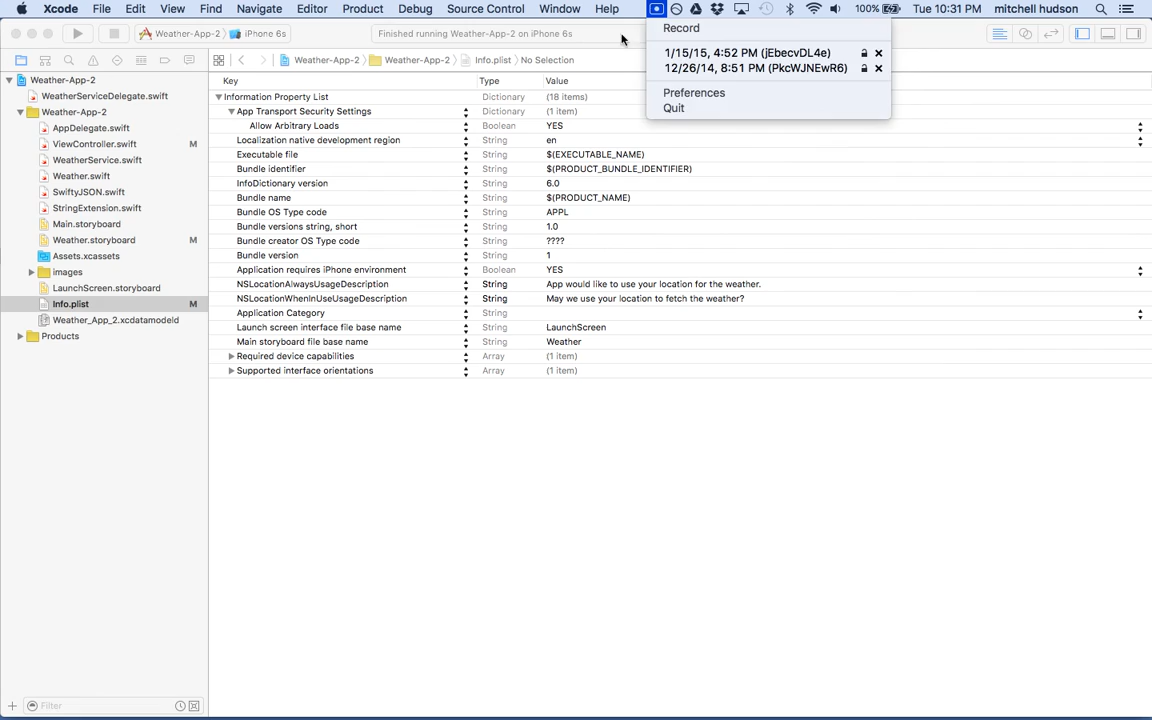 Xcode File Edit View Find Navigate Editor Product Debug Source Control Window Help 100% Tue 10:31 PM mitchell hudson
Record
1/15/15, 4:52 PM (jEbecvDL4e)
12/26/14, 8:51 PM (PkcWJNEwR6)
Preferences
Quit
Weather-App-2 iPhone 6s Finished running Weather-App-2 on iPhone 6s
Weather-App-2 Weather-App-2 Info.plist No Selection
Weather-App-2
WeatherServiceDelegate.swift
Weather-App-2
AppDelegate.swift
ViewController.swift M
WeatherService.swift
Weather.swift
SwiftyJSON.swift
StringExtension.swift
Main.storyboard
Weather.storyboard M
Assets.xcassets
images
LaunchScreen.storyboard
Info.plist M
Weather_App_2.xcdatamodeld
Products
Filter
Key Type Value
Information Property List Dictionary (18 items)
App Transport Security Settings Dictionary (1 item)
Allow Arbitrary Loads Boolean YES
Localization native development region String en
Executable file String $(EXECUTABLE_NAME)
Bundle identifier String $(PRODUCT_BUNDLE_IDENTIFIER)
InfoDictionary version String 6.0
Bundle name String $(PRODUCT_NAME)
Bundle OS Type code String APPL
Bundle versions string, short String 1.0
Bundle creator OS Type code String ????
Bundle version String 1
Application requires iPhone environment Boolean YES
NSLocationAlwaysUsageDescription String App would like to use your location for the weather.
NSLocationWhenInUseUsageDescription String May we use your location to fetch the weather?
Application Category String
Launch screen interface file base name String LaunchScreen
Main storyboard file base name String Weather
Required device capabilities Array (1 item)
Supported interface orientations Array (1 item)